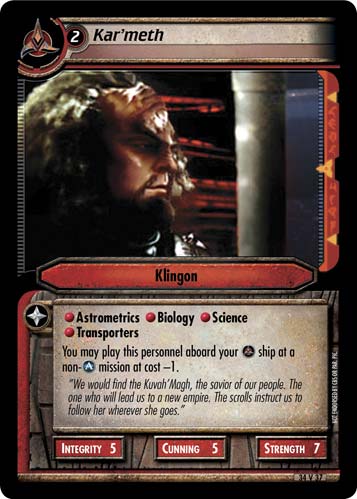 2 Kar'meth
Klingon
Astrometrics Biology Science
Transporters
You may play this personnel aboard your ship at a
non- mission at cost -1.
"We would find the Kuvah'Magh, the savior of our people. The
one who will lead us to a new empire. The scrolls instruct us to
follow her wherever she goes."
INTEGRITY 5 CUNNING 5 STRENGTH 7
34 V 37